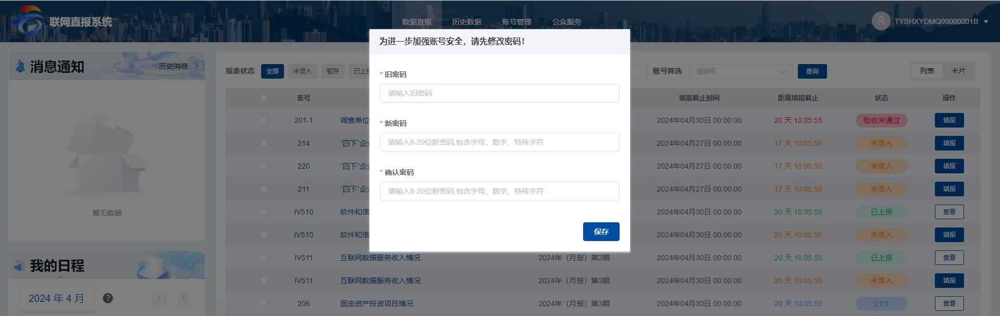 联网直报系统
数据直报 历史数据 账号管理 公众服务
TYSHXYDMQ00000001B
为进一步加强账号安全，请先修改密码！
* 旧密码
请输入旧密码
* 新密码
请输入8-20位新密码,包含字母、数字、特殊字符
* 确认密码
请输入8-20位新密码,包含字母、数字、特殊字符
保存
消息通知
历史消息
暂无数据
我的日程
2024 年 4 月
报表状态 全部 未录入 暂存 已上 账号筛选 请选择 查询 列表 卡片
表号 填报截止时间 距离填报截止 状态 操作
201-1 调查单位 2024年04月30日 00:00:00 20 天 10:05:55 验收未通过 填报
214 “四下”企 2024年04月27日 00:00:00 17 天 10:05:55 未录入 填报
220 “四下”企 2024年04月27日 00:00:00 17 天 10:05:55 未录入 填报
211 “四下”企 2024年04月27日 00:00:00 17 天 10:05:55 未录入 填报
IV510 软件和信 2024年04月30日 00:00:00 20 天 10:05:55 已上报 查看
IV510 软件和信 2024年04月30日 00:00:00 20 天 10:05:55 未录入 填报
IV511 互联网数据服务收入情况 2024年（月报）第2期 2024年04月30日 00:00:00 20 天 10:05:55 已上报 查看
IV511 互联网数据服务收入情况 2024年（月报）第3期 2024年04月30日 00:00:00 20 天 10:05:55 未录入 填报
206 固定资产投资项目情况 2024年（月报）第3期 2024年04月30日 00:00:00 20 天 10:05:55 21/1 查看